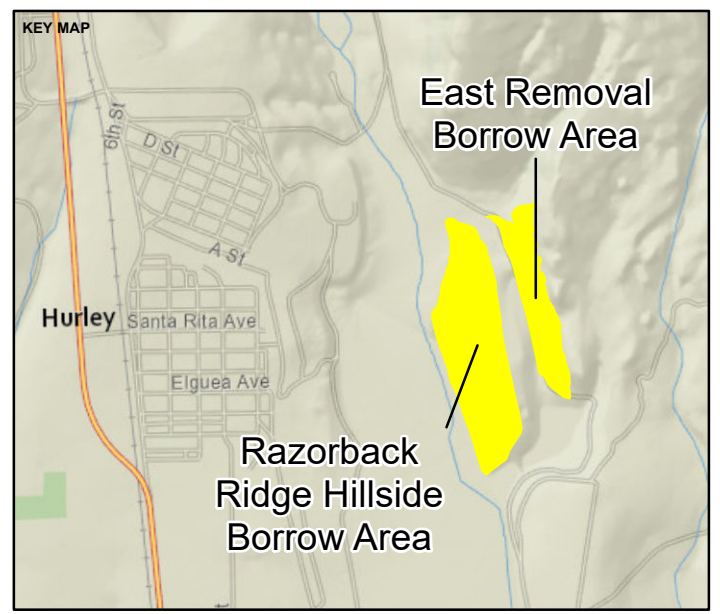 KEY MAP
East Removal
Borrow Area
6th St
D St
A St
Hurley
Santa Rita Ave
Elguea Ave
Razorback
Ridge Hillside
Borrow Area